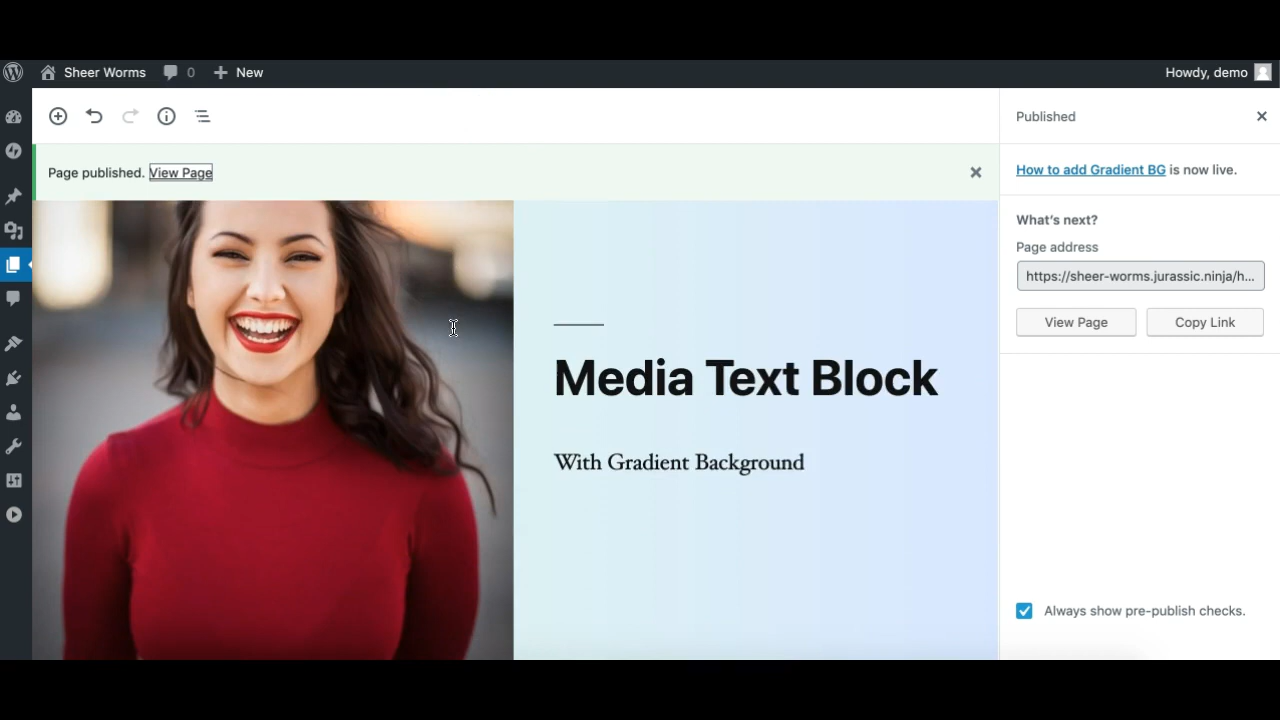 Sheer Worms 0 New Howdy, demo
Published
Page published. View Page
How to add Gradient BG is now live.
What's next?
Page address
https://sheer-worms.jurassic.ninja/h...
View Page Copy Link
Media Text Block
With Gradient Background
Always show pre-publish checks.